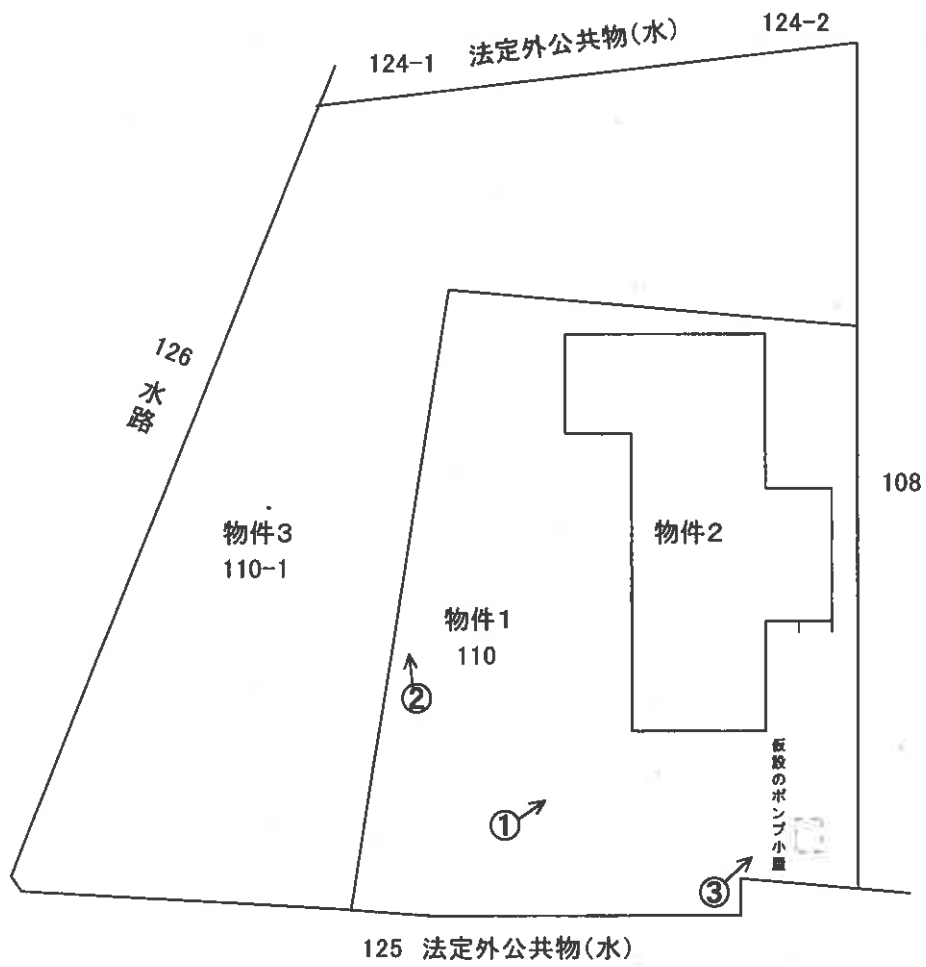 124-1 法定外公共物(水) 124-2
126
水路
108
物件3
110-1
物件2
物件1
110
②
仮設のポンプ小屋
①
③
125 法定外公共物(水)